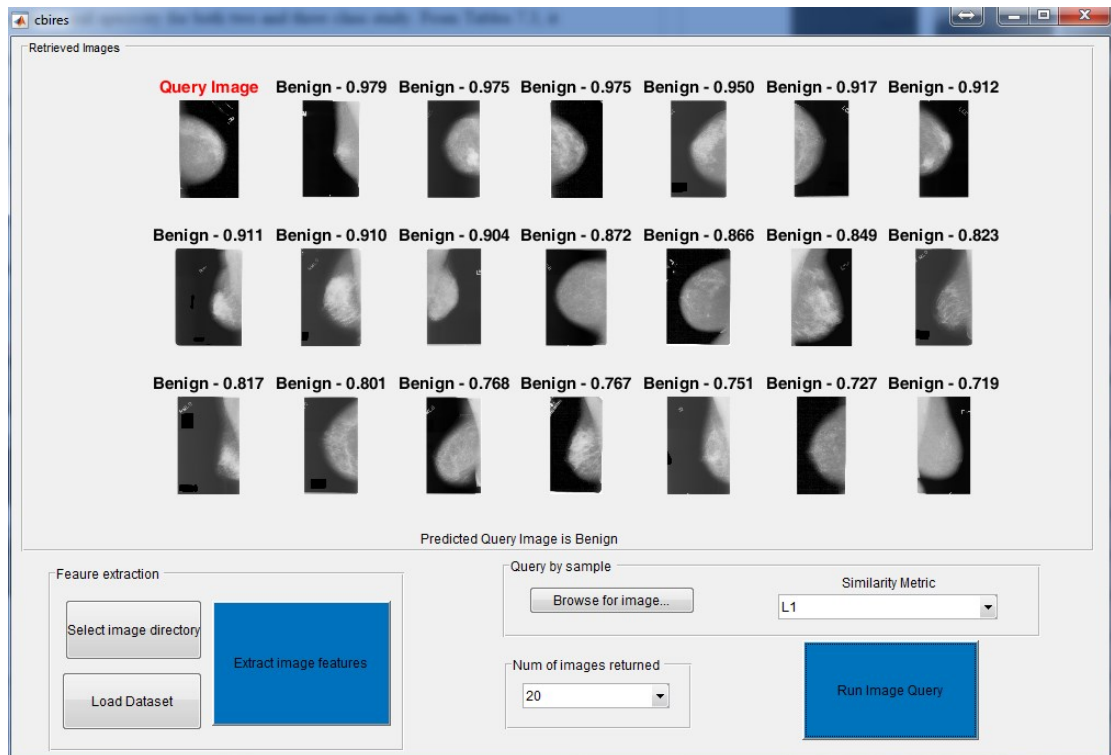 cbires
Retrieved Images
Query Image Benign - 0.979 Benign - 0.975 Benign - 0.975 Benign - 0.950 Benign - 0.917 Benign - 0.912
Benign - 0.911 Benign - 0.910 Benign - 0.904 Benign - 0.872 Benign - 0.866 Benign - 0.849 Benign - 0.823
Benign - 0.817 Benign - 0.801 Benign - 0.768 Benign - 0.767 Benign - 0.751 Benign - 0.727 Benign - 0.719
Predicted Query Image is Benign
Feaure extraction
Select image directory
Extract image features
Load Dataset
Query by sample
Browse for image...
Similarity Metric
L1
Num of images returned
20
Run Image Query